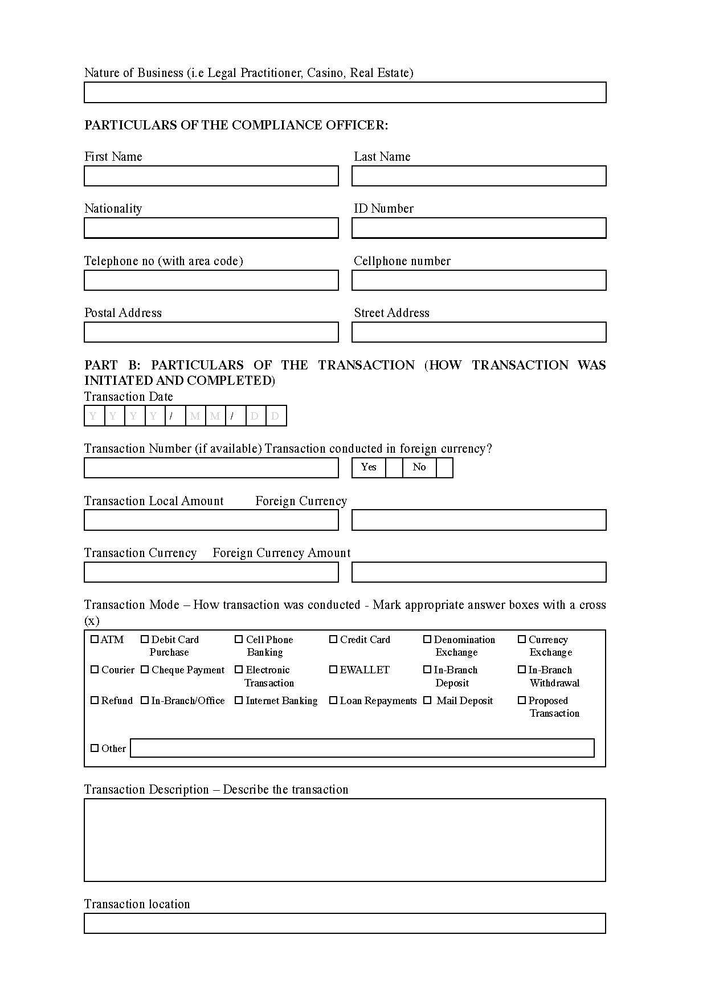 Nature of Business (i.e Legal Practitioner, Casino, Real Estate)
PARTICULARS OF THE COMPLIANCE OFFICER:
First Name Last Name
Nationality ID Number
Telephone no (with area code) Cellphone number
Postal Address Street Address
PART B: PARTICULARS OF THE TRANSACTION (HOW TRANSACTION WAS
INITIATED AND COMPLETED)
Transaction Date
Y Y Y Y / M M / D D
Transaction Number (if available) Transaction conducted in foreign currency?
Yes No
Transaction Local Amount Foreign Currency
Transaction Currency Foreign Currency Amount
Transaction Mode – How transaction was conducted - Mark appropriate answer boxes with a cross
(x)
☐ ATM ☐ Debit Card ☐ Cell Phone ☐ Credit Card ☐ Denomination ☐ Currency
Purchase Banking Exchange Exchange
☐ Courier ☐ Cheque Payment ☐ Electronic ☐ EWALLET ☐ In-Branch ☐ In-Branch
Transaction Deposit Withdrawal
☐ Refund ☐ In-Branch/Office ☐ Internet Banking ☐ Loan Repayments ☐ Mail Deposit ☐ Proposed
Transaction
☐ Other
Transaction Description – Describe the transaction
Transaction location